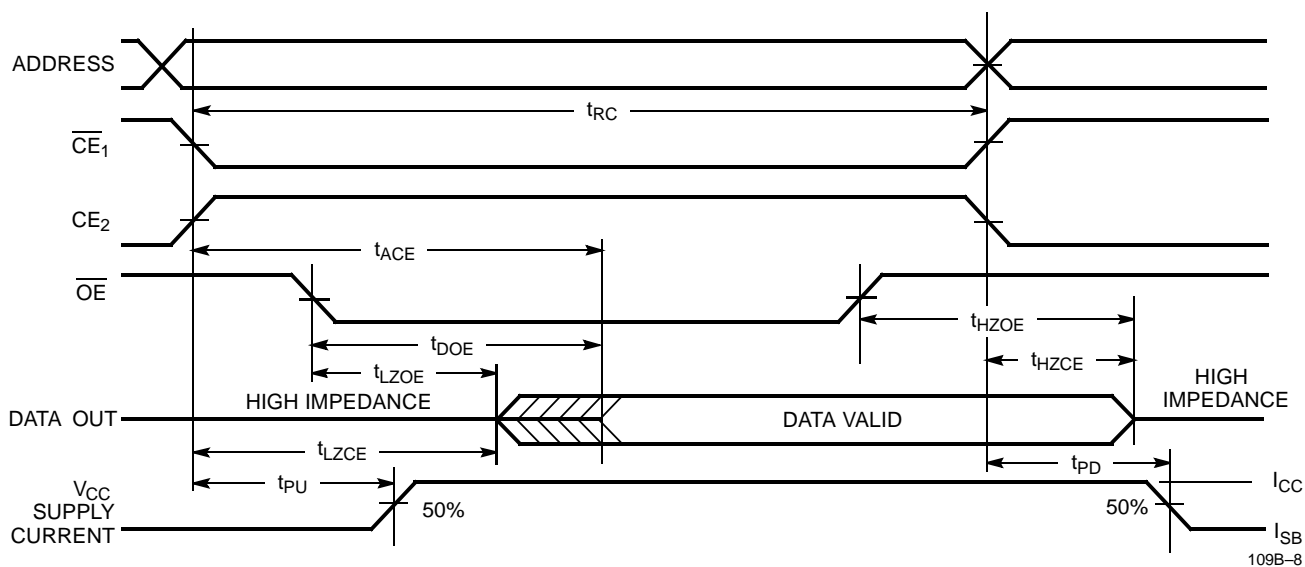 ADDRESS
tRC
CE1
CE2
tACE
OE
tHZOE
tDOE
tHZCE
tLZOE
HIGH IMPEDANCE
HIGH
IMPEDANCE
DATA OUT
DATA VALID
tLZCE
tPU
tPD
VCC
SUPPLY
CURRENT
50%
50%
ICC
ISB
109B–8